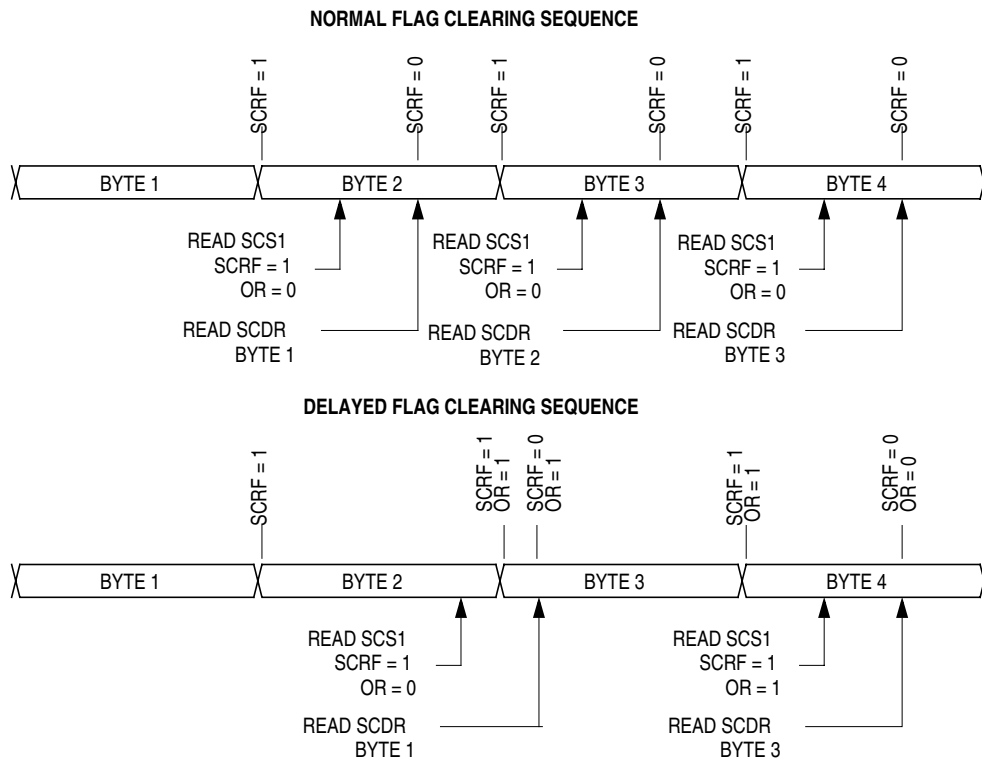 NORMAL FLAG CLEARING SEQUENCE
SCRF = 1
SCRF = 0
SCRF = 1
SCRF = 0
SCRF = 1
SCRF = 0
BYTE 1
BYTE 2
BYTE 3
BYTE 4
READ SCS1
SCRF = 1
OR = 0
READ SCS1
SCRF = 1
OR = 0
READ SCS1
SCRF = 1
OR = 0
READ SCDR
BYTE 1
READ SCDR
BYTE 2
READ SCDR
BYTE 3
DELAYED FLAG CLEARING SEQUENCE
SCRF = 1
SCRF = 1
OR = 1
SCRF = 0
OR = 1
SCRF = 1
OR = 1
SCRF = 0
OR = 0
BYTE 1
BYTE 2
BYTE 3
BYTE 4
READ SCS1
SCRF = 1
OR = 0
READ SCS1
SCRF = 1
OR = 1
READ SCDR
BYTE 1
READ SCDR
BYTE 3